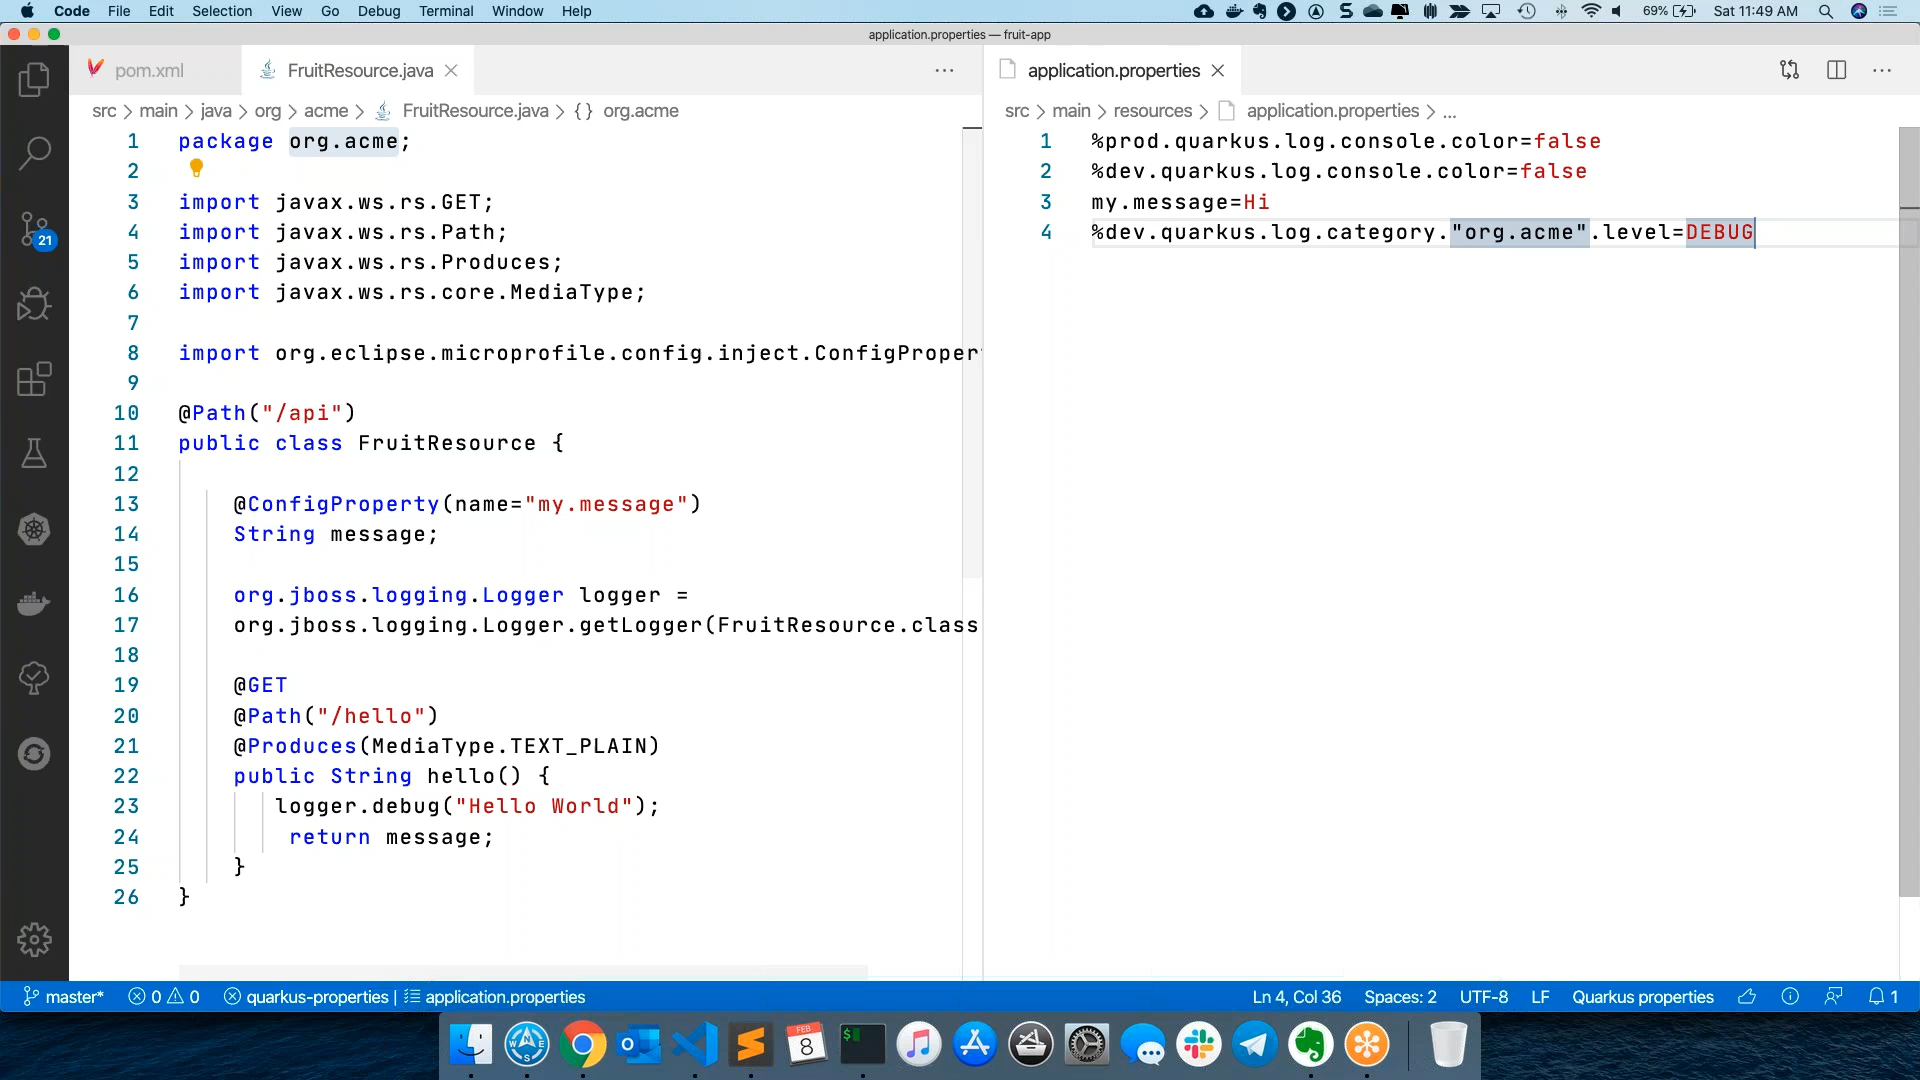 Code File Edit Selection View Go Debug Terminal Window Help
69% Sat 11:49 AM
application.properties — fruit-app
pom.xml
FruitResource.java
src > main > java > org > acme > FruitResource.java > {} org.acme
1 package org.acme;
2
3 import javax.ws.rs.GET;
4 import javax.ws.rs.Path;
5 import javax.ws.rs.Produces;
6 import javax.ws.rs.core.MediaType;
7
8 import org.eclipse.microprofile.config.inject.ConfigProper
9
10 @Path("/api")
11 public class FruitResource {
12
13 @ConfigProperty(name="my.message")
14 String message;
15
16 org.jboss.logging.Logger logger =
17 org.jboss.logging.Logger.getLogger(FruitResource.class
18
19 @GET
20 @Path("/hello")
21 @Produces(MediaType.TEXT_PLAIN)
22 public String hello() {
23 logger.debug("Hello World");
24 return message;
25 }
26 }
application.properties
src > main > resources > application.properties > ...
1 %prod.quarkus.log.console.color=false
2 %dev.quarkus.log.console.color=false
3 my.message=Hi
4 %dev.quarkus.log.category."org.acme".level=DEBUG
21
master* 0 0 quarkus-properties | application.properties
Ln 4, Col 36 Spaces: 2 UTF-8 LF Quarkus properties 1
FEB
8